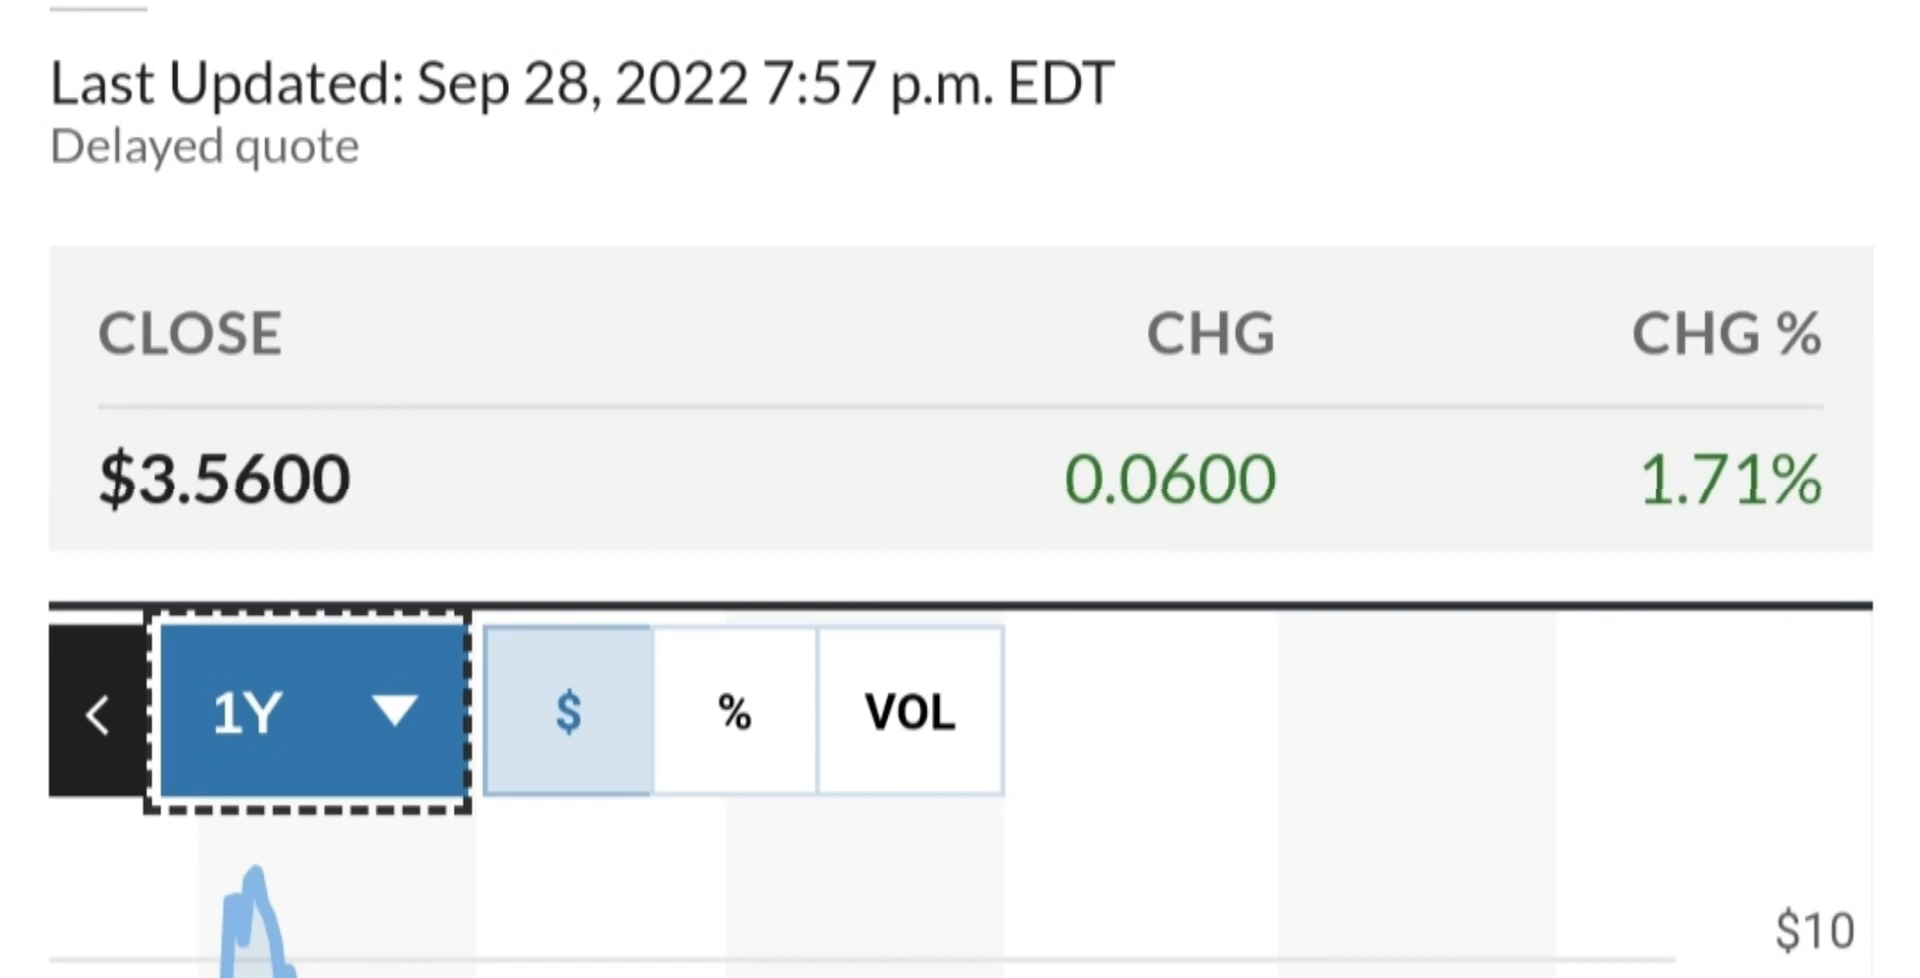 Last Updated: Sep 28, 2022 7:57 p.m. EDT
Delayed quote
CLOSE CHG CHG %
$3.5600 0.0600 1.71%
1Y $ % VOL
$10